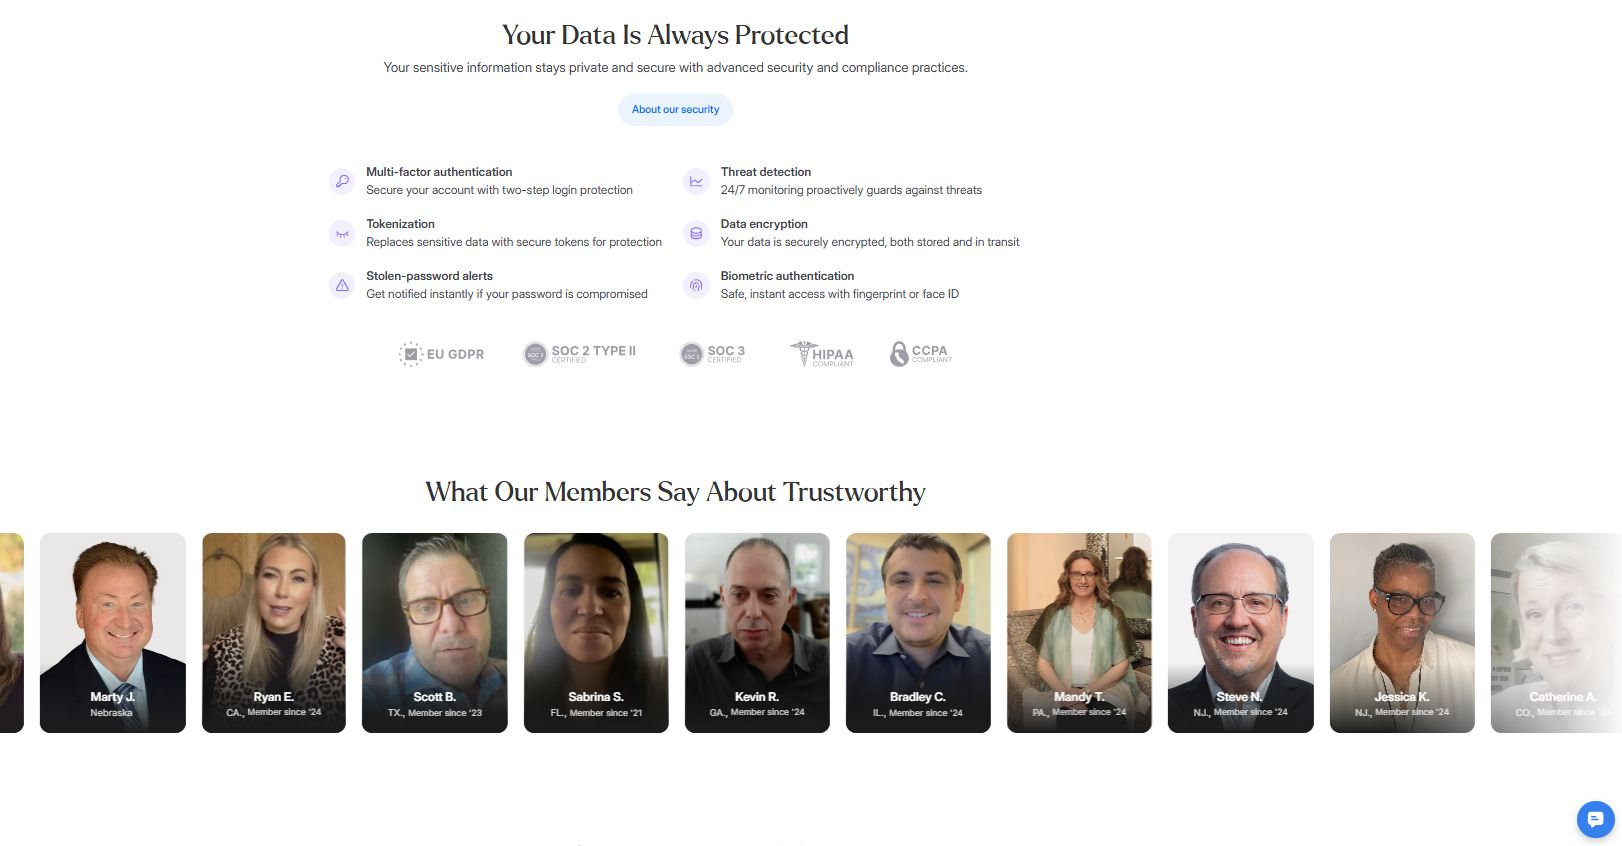 Your Data Is Always Protected
Your sensitive information stays private and secure with advanced security and compliance practices.
About our security
Multi-factor authentication
Secure your account with two-step login protection
Threat detection
24/7 monitoring proactively guards against threats
Tokenization
Replaces sensitive data with secure tokens for protection
Data encryption
Your data is securely encrypted, both stored and in transit
Stolen-password alerts
Get notified instantly if your password is compromised
Biometric authentication
Safe, instant access with fingerprint or face ID
EU GDPR
SOC 2 TYPE II
CERTIFIED
SOC 3
CERTIFIED
HIPAA
COMPLIANT
CCPA
COMPLIANT
What Our Members Say About Trustworthy
Marty J.
Nebraska
Ryan E.
CA., Member since '24
Scott B.
TX., Member since '23
Sabrina S.
FL., Member since '21
Kevin R.
GA., Member since '24
Bradley C.
IL., Member since '24
Mandy T.
PA., Member since '24
Steve N.
NJ., Member since '24
Jessica K.
NJ., Member since '24
Catherine A.
CO., Member since '24